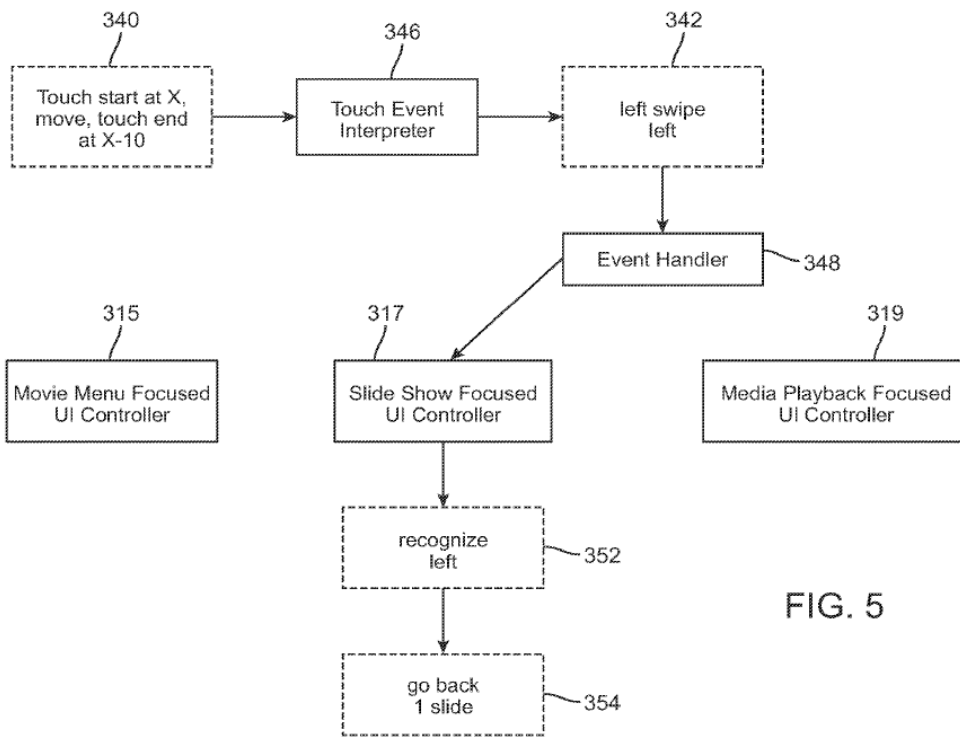 340
346
342
Touch start at X,
move, touch end
at X-10
Touch Event
Interpreter
left swipe
left
Event Handler
348
315
317
319
Movie Menu Focused
UI Controller
Slide Show Focused
UI Controller
Media Playback Focused
UI Controller
recognize
left
352
FIG. 5
go back
1 slide
354